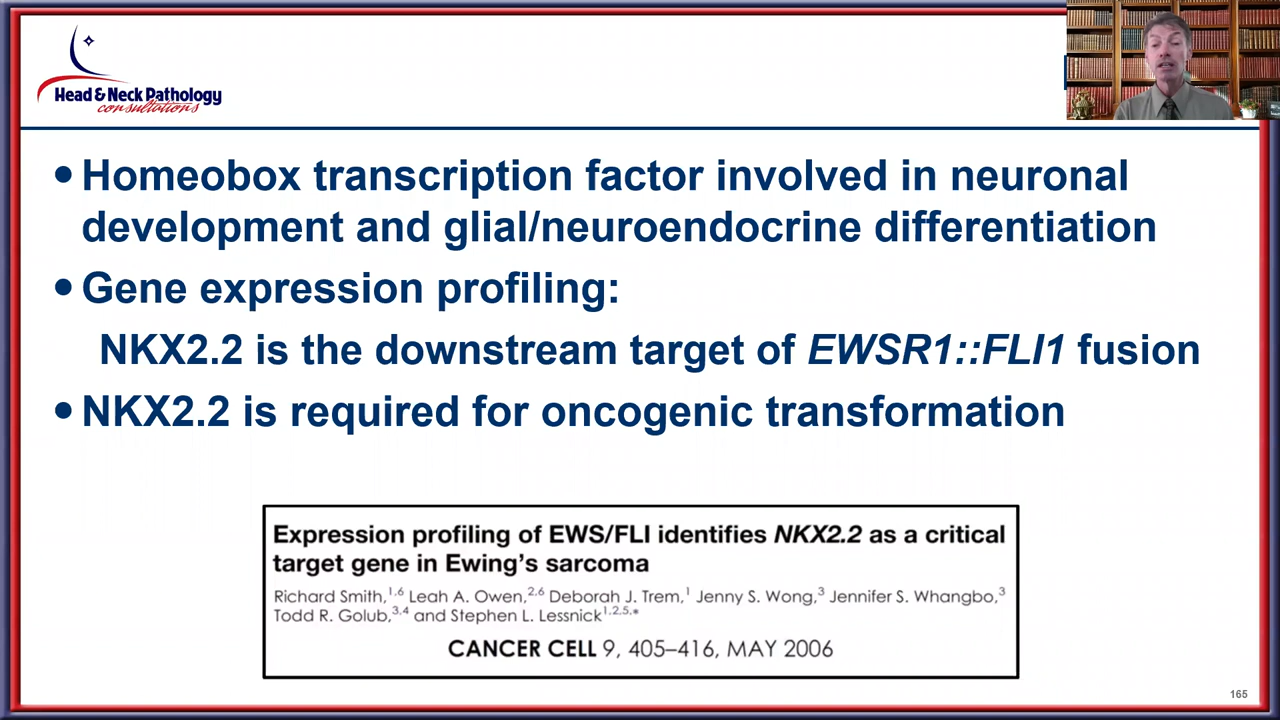 Head & Neck Pathology
consultations
• Homeobox transcription factor involved in neuronal
development and glial/neuroendocrine differentiation
• Gene expression profiling:
NKX2.2 is the downstream target of EWSR1::FLI1 fusion
• NKX2.2 is required for oncogenic transformation
Expression profiling of EWS/FLI identifies NKX2.2 as a critical
target gene in Ewing's sarcoma
Richard Smith,1,6 Leah A. Owen,2,6 Deborah J. Trem,1 Jenny S. Wong,3 Jennifer S. Whangbo,3
Todd R. Golub,3,4 and Stephen L. Lessnick1,2,5,*
CANCER CELL 9, 405–416, MAY 2006
165